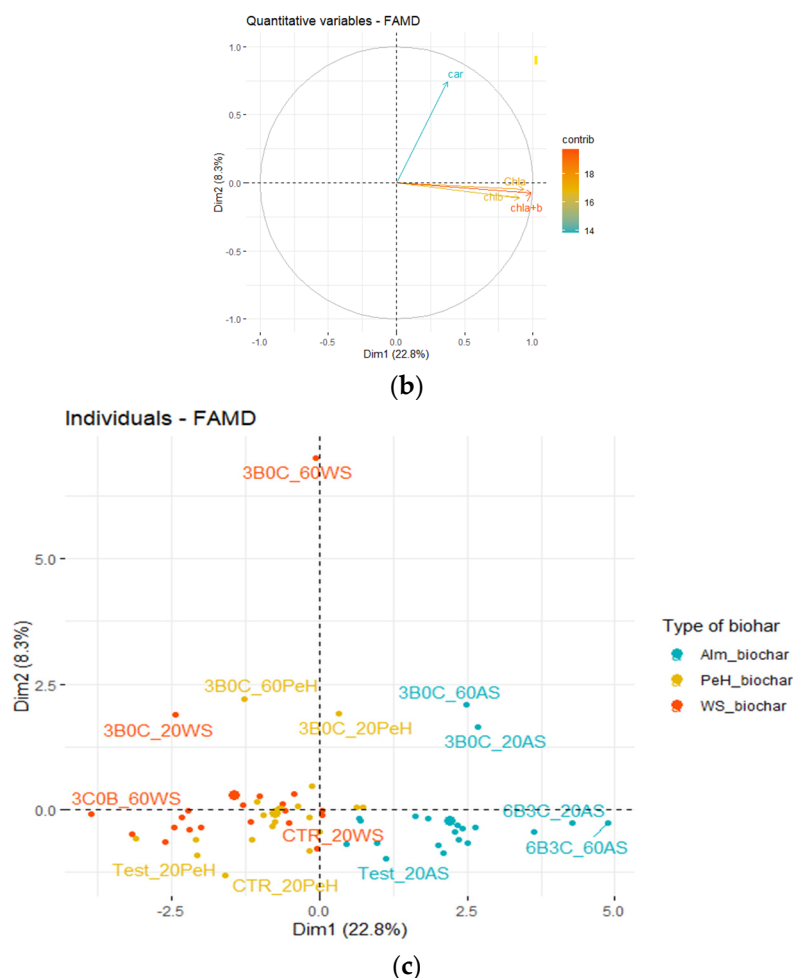 Quantitative variables - FAMD
1.0
car
0.5
contrib
Dim2 (8.3%)
0.0
Chla
chlb
chla+b
18
16
14
-0.5
-1.0
-1.0
-0.5
0.0
0.5
1.0
Dim1 (22.8%)
(b)
Individuals - FAMD
3B0C_60WS
5.0
Dim2 (8.3%)
Type of biohar
Alm_biochar
PeH_biochar
WS_biochar
2.5
3B0C_60PeH
3B0C_60AS
3B0C_20WS
3B0C_20PeH
3B0C_20AS
3C0B_60WS
0.0
6B3C_20AS
CTR_20WS
6B3C_60AS
Test_20PeH
Test_20AS
CTR_20PeH
-2.5
0.0
2.5
5.0
Dim1 (22.8%)
(c)